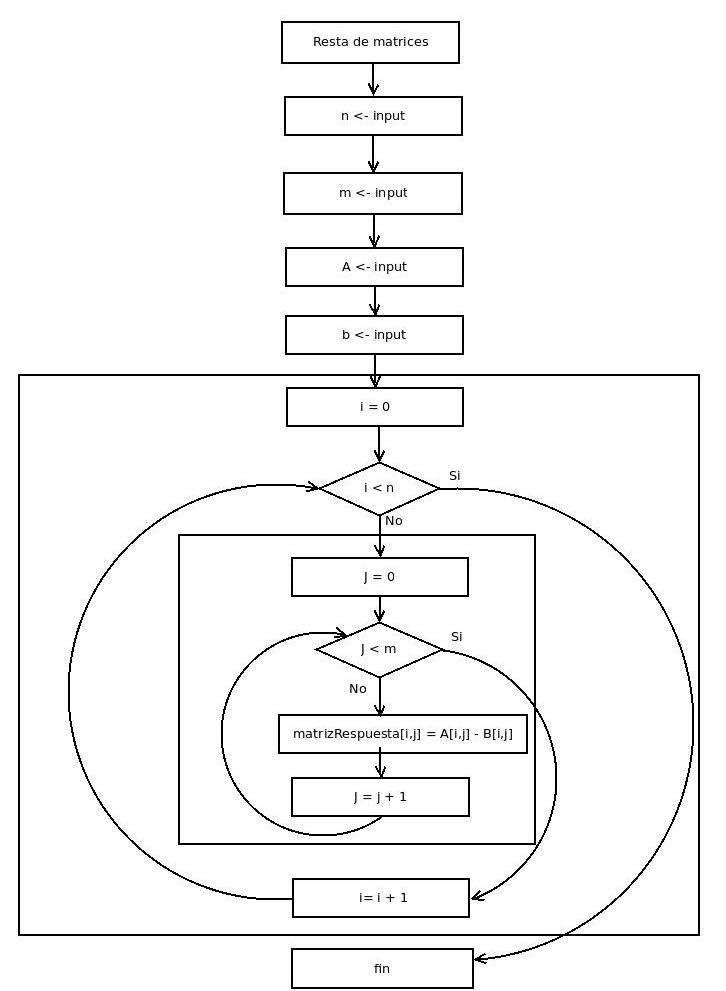 Resta de matrices
n <- input
m <- input
A <- input
b <- input
i = 0
i < n
Si
No
J = 0
J < m
Si
No
matrizRespuesta[i,j] = A[i,j] - B[i,j]
J = j + 1
i= i + 1
fin